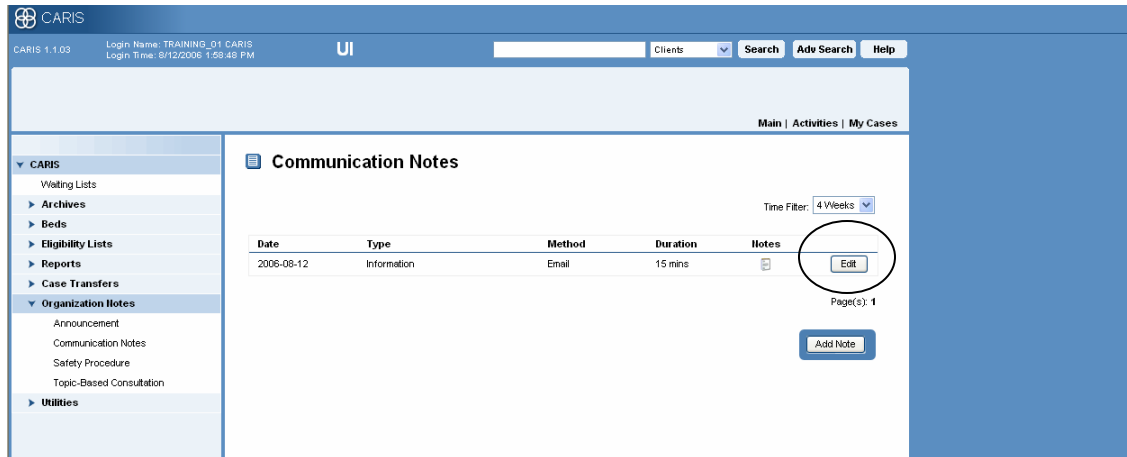 CARIS
CARIS 1.1.03
Login Name: TRAINING_01 CARIS
Login Time: 8/12/2006 1:58:48 PM
UI
Clients
Search
Adv Search
Help
Main | Activities | My Cases
CARIS
Waiting Lists
Archives
Beds
Eligibility Lists
Reports
Case Transfers
Organization Notes
Announcement
Communication Notes
Safety Procedure
Topic-Based Consultation
Utilities
Communication Notes
Time Filter: 4 Weeks
Date Type Method Duration Notes
2006-08-12 Information Email 15 mins Edit
Page(s): 1
Add Note